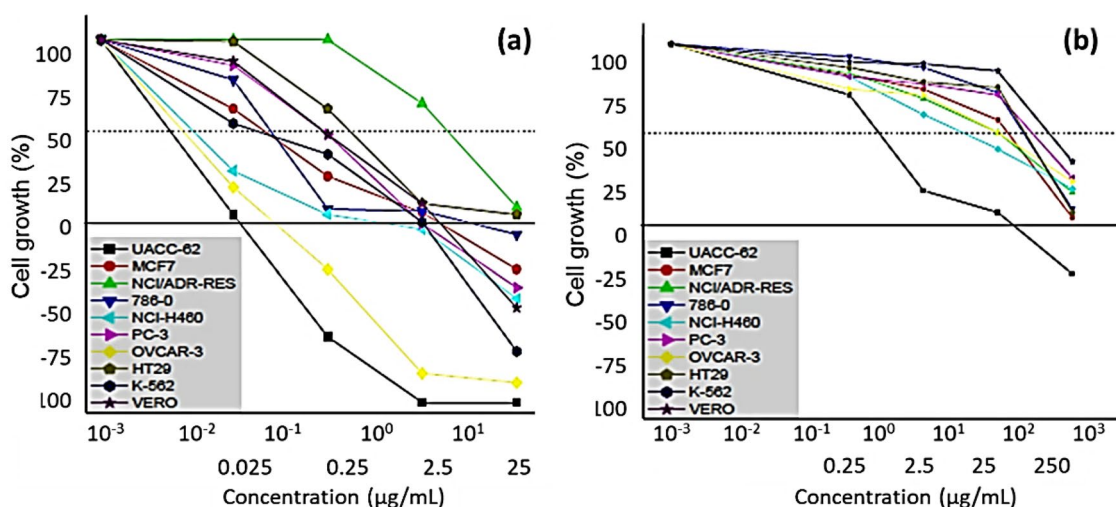 (a)
Cell growth (%)
100
75
50
25
0
-25
-50
-75
100
UACC-62
MCF7
NCI/ADR-RES
786-0
NCI-H460
PC-3
OVCAR-3
HT29
K-562
VERO
10-3 10-2 10-1 100 101
0.025 0.25 2.5 25
Concentration (µg/mL)
(b)
Cell growth (%)
100
75
50
25
0
-25
-50
-75
100
UACC-62
MCF7
NCI/ADR-RES
786-0
NCI-H460
PC-3
OVCAR-3
HT29
K-562
VERO
10-3 10-2 10-1 100 101 102 103
0.25 2.5 25 250
Concentration (µg/mL)